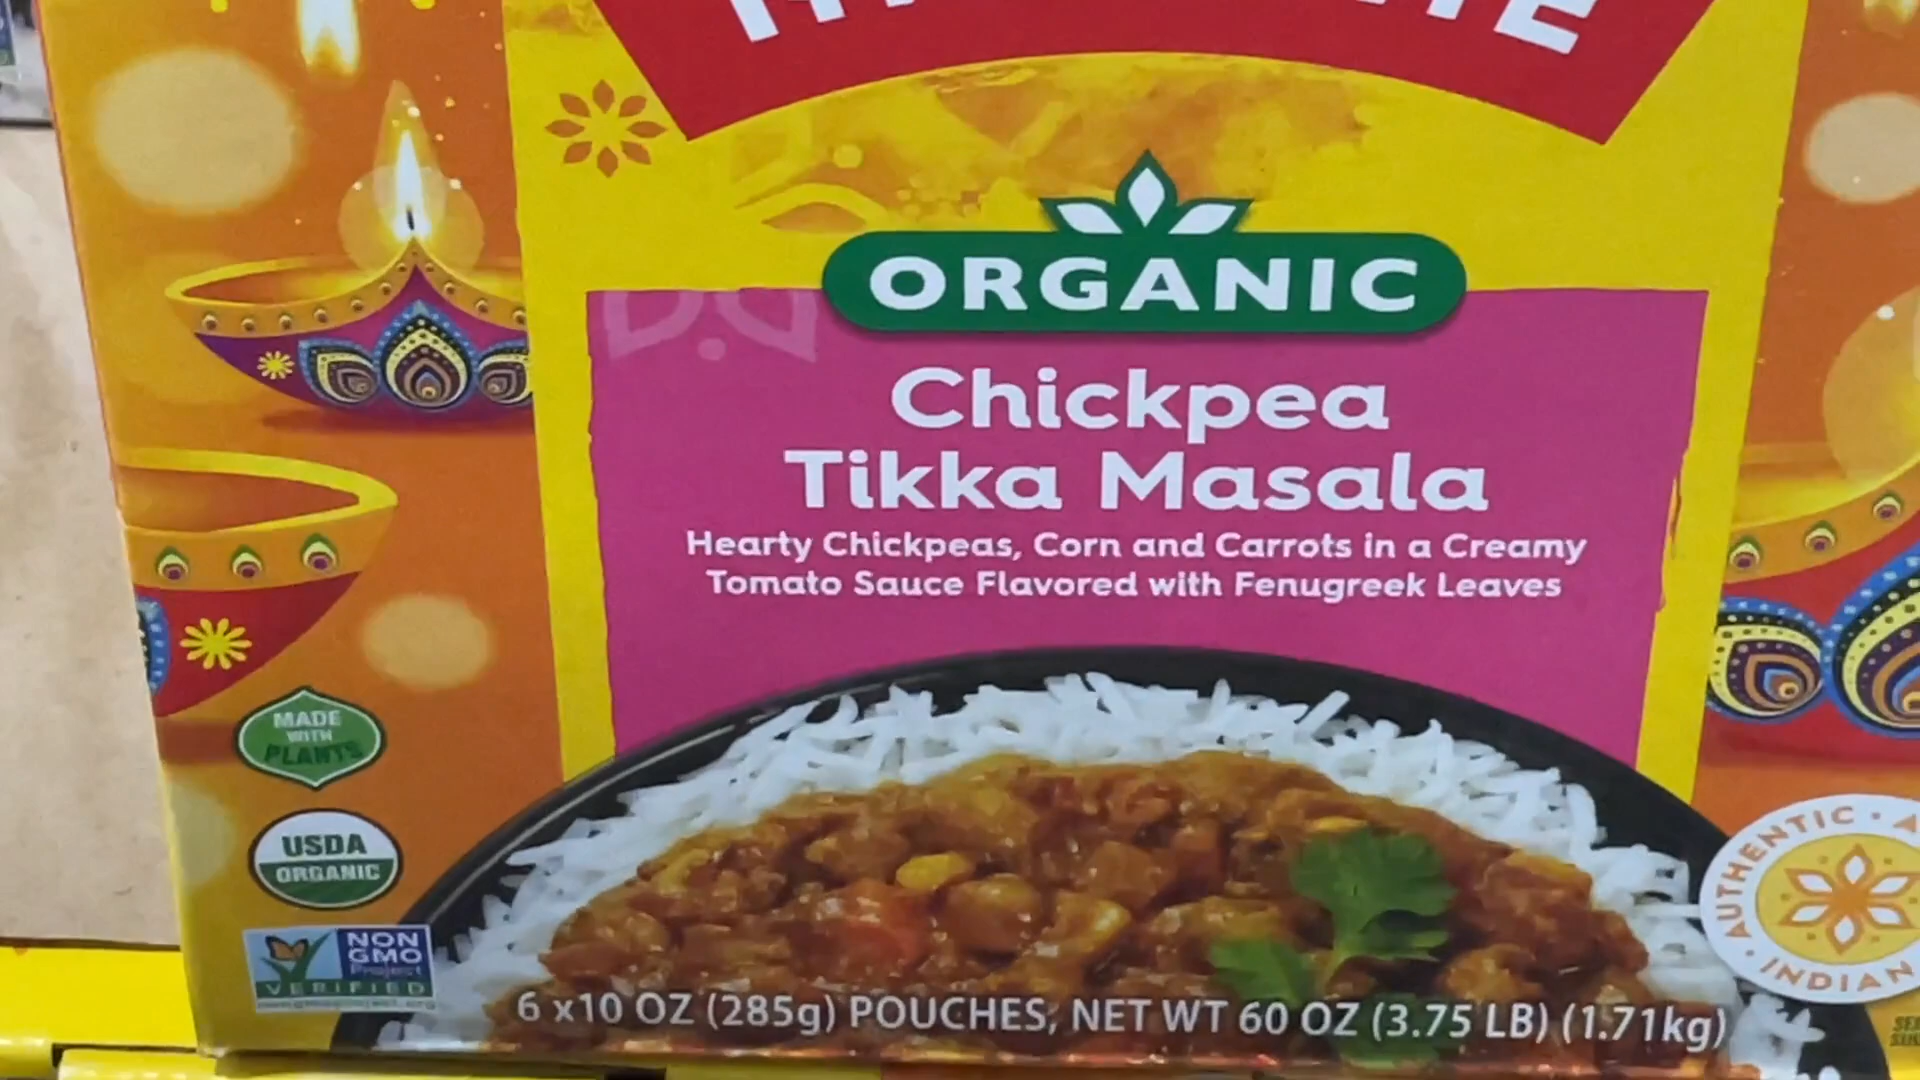 ORGANIC
Chickpea
Tikka Masala
Hearty Chickpeas, Corn and Carrots in a Creamy
Tomato Sauce Flavored with Fenugreek Leaves
MADE
WITH
PLANTS
USDA
ORGANIC
NON
GMO
Project
VERIFIED
AUTHENTIC
INDIAN
6 x10 OZ (285g) POUCHES, NET WT 60 OZ (3.75 LB) (1.71kg)